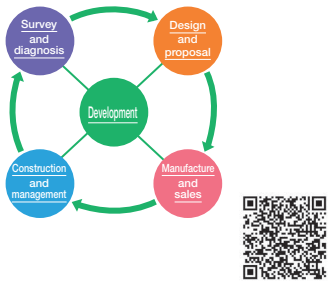 Survey
and
diagnosis
Design
and
proposal
Development
Construction
and
management
Manufacture
and
sales